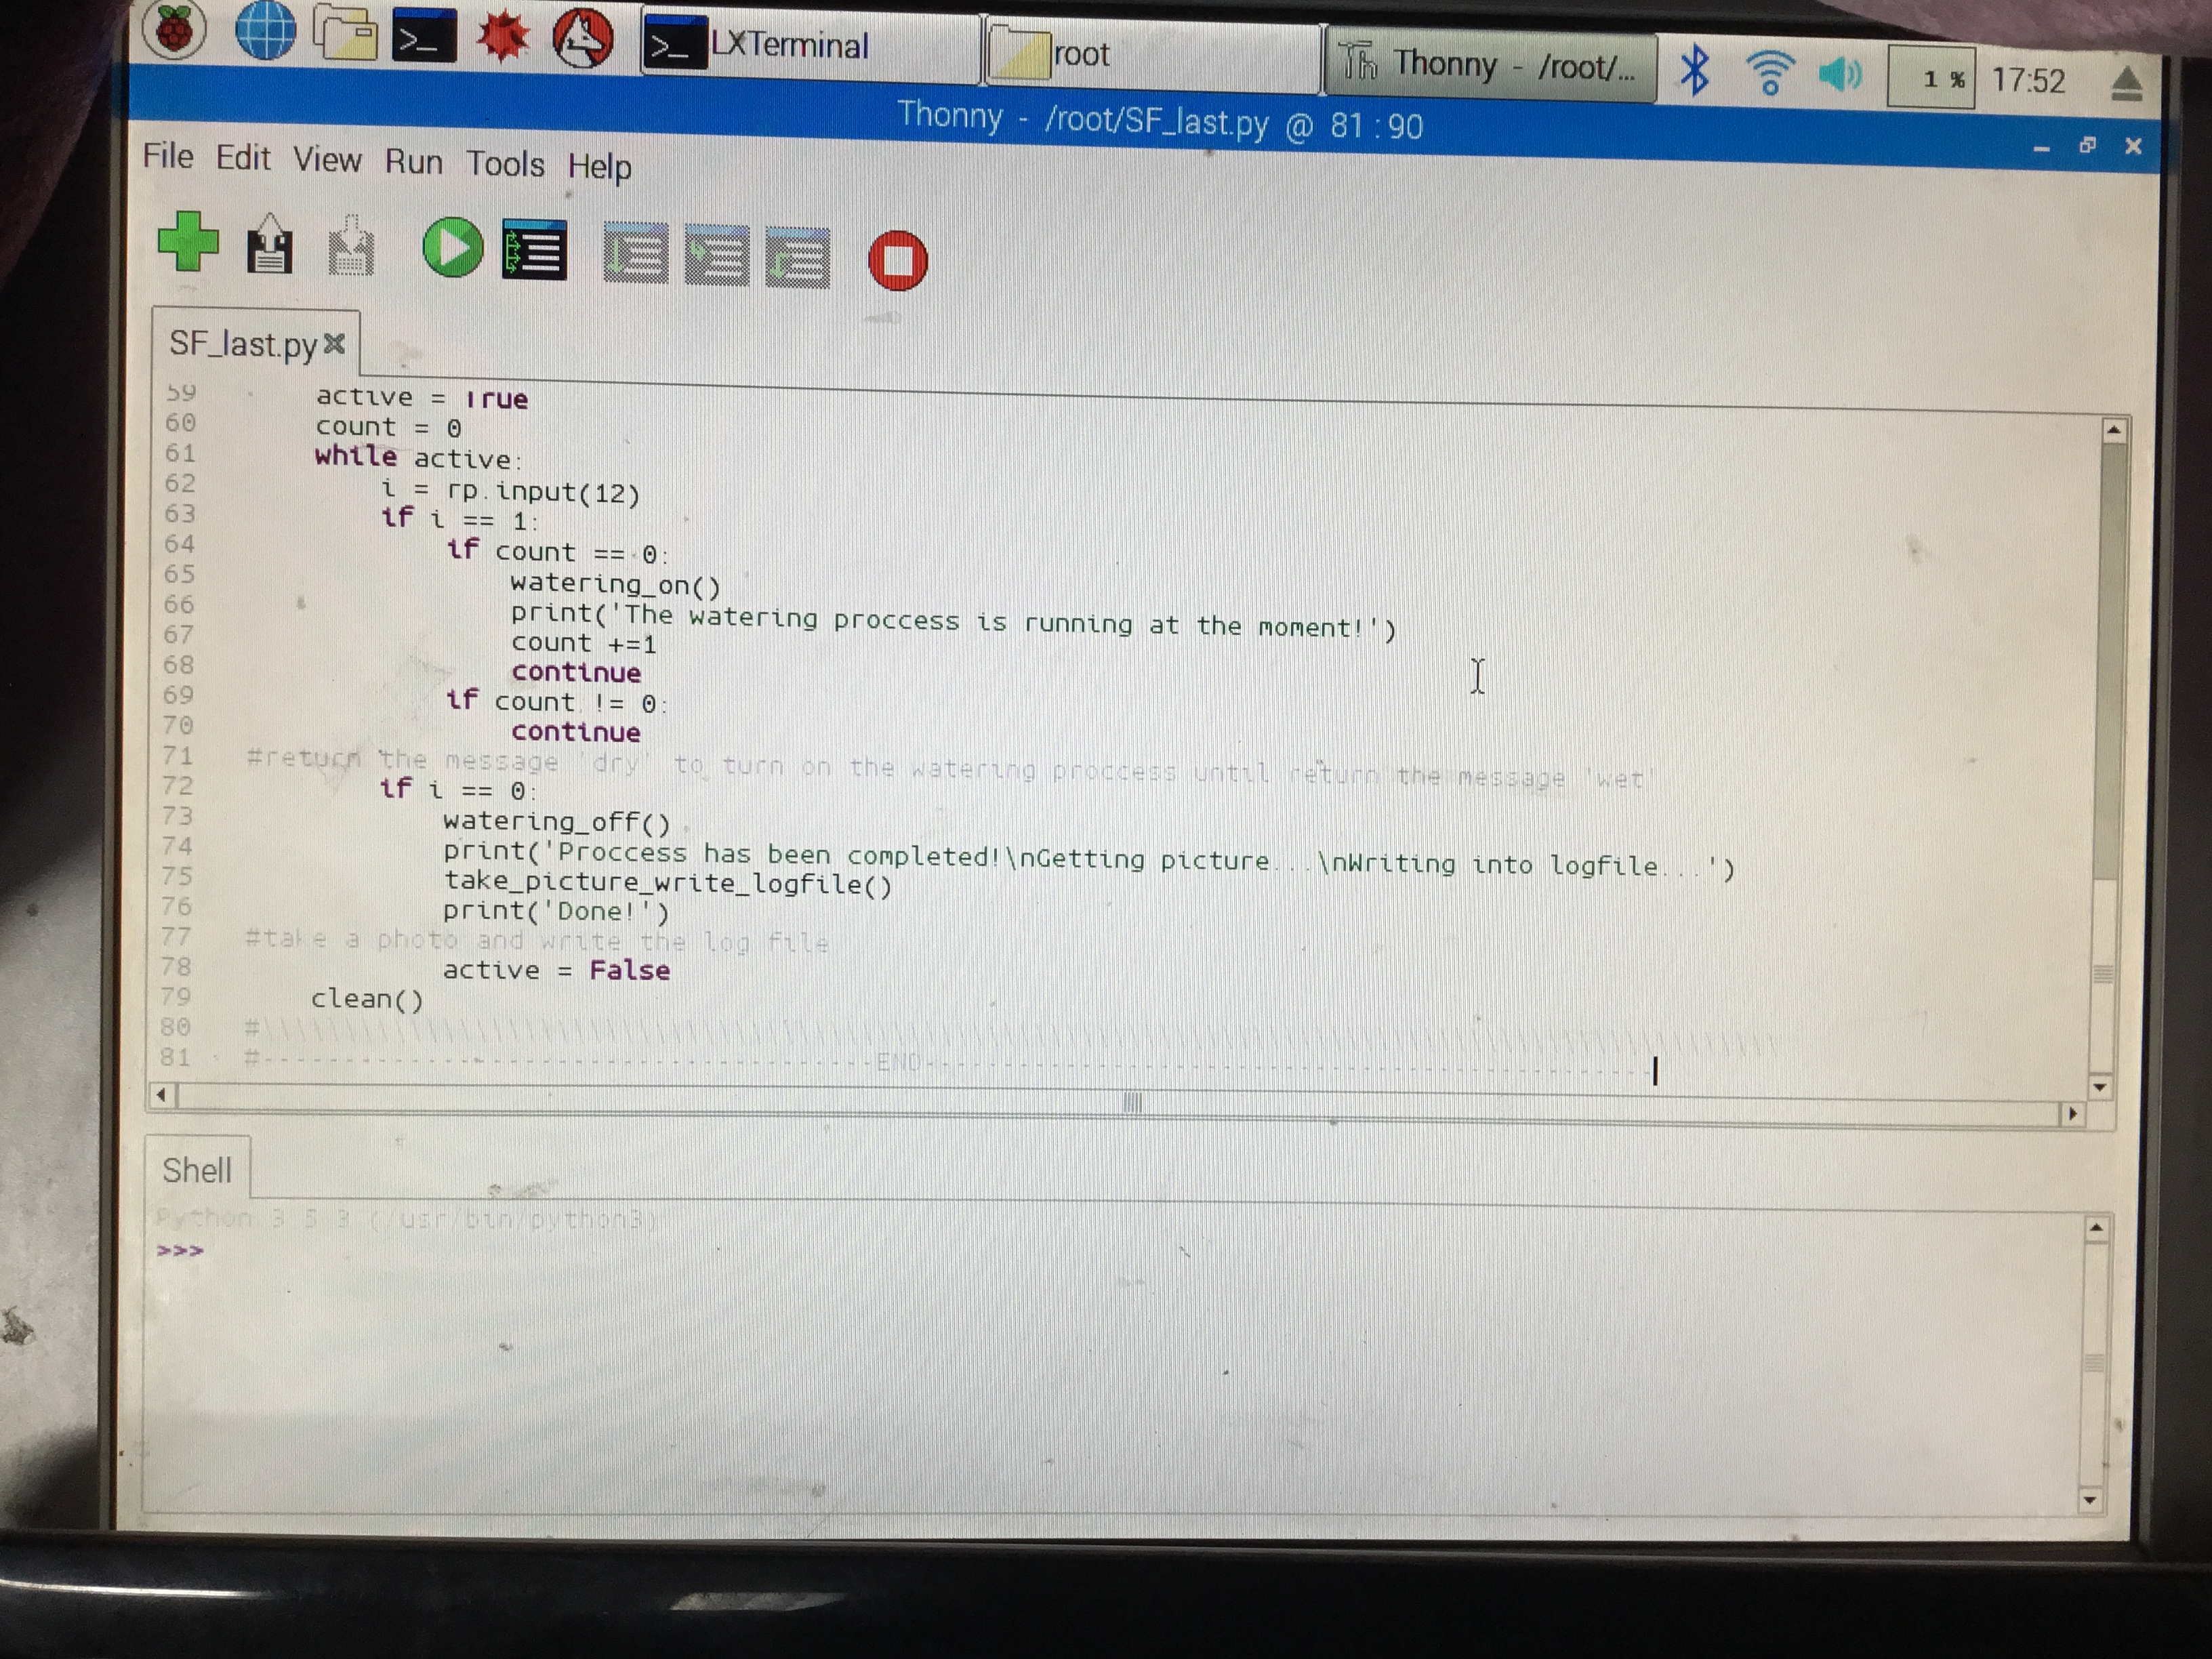 LXTerminal
root
Thonny - /root/...
1 %
17:52
Thonny - /root/SF_last.py @ 81 : 90
File Edit View Run Tools Help
SF_last.py
59 active = True
60 count = 0
61 while active:
62 i = rp.input(12)
63 if i == 1:
64 if count == 0:
65 watering_on()
66 print('The watering proccess is running at the moment!')
67 count +=1
68 continue
69 if count != 0:
70 continue
71 #return the message 'dry' to turn on the watering proccess until return the message 'wet'
72 if i == 0:
73 watering_off()
74 print('Proccess has been completed!\nGetting picture...\nWriting into logfile...')
75 take_picture_write_logfile()
76 print('Done!')
77 #take a photo and write the log file
78 active = False
79 clean()
80 #\\\\\\\\\\\\\\\\\\\\\\\\\\\\\\\\\\\\\\\\\\\\\\\\\\\\\\\\\\\\\\\\\\\\\\\\\\\\\\\\\\\\\\\\\\\\\
81 #--------------------------------------END----------------------------------------------
Shell
Python 3.5.3 (/usr/bin/python3)
>>>